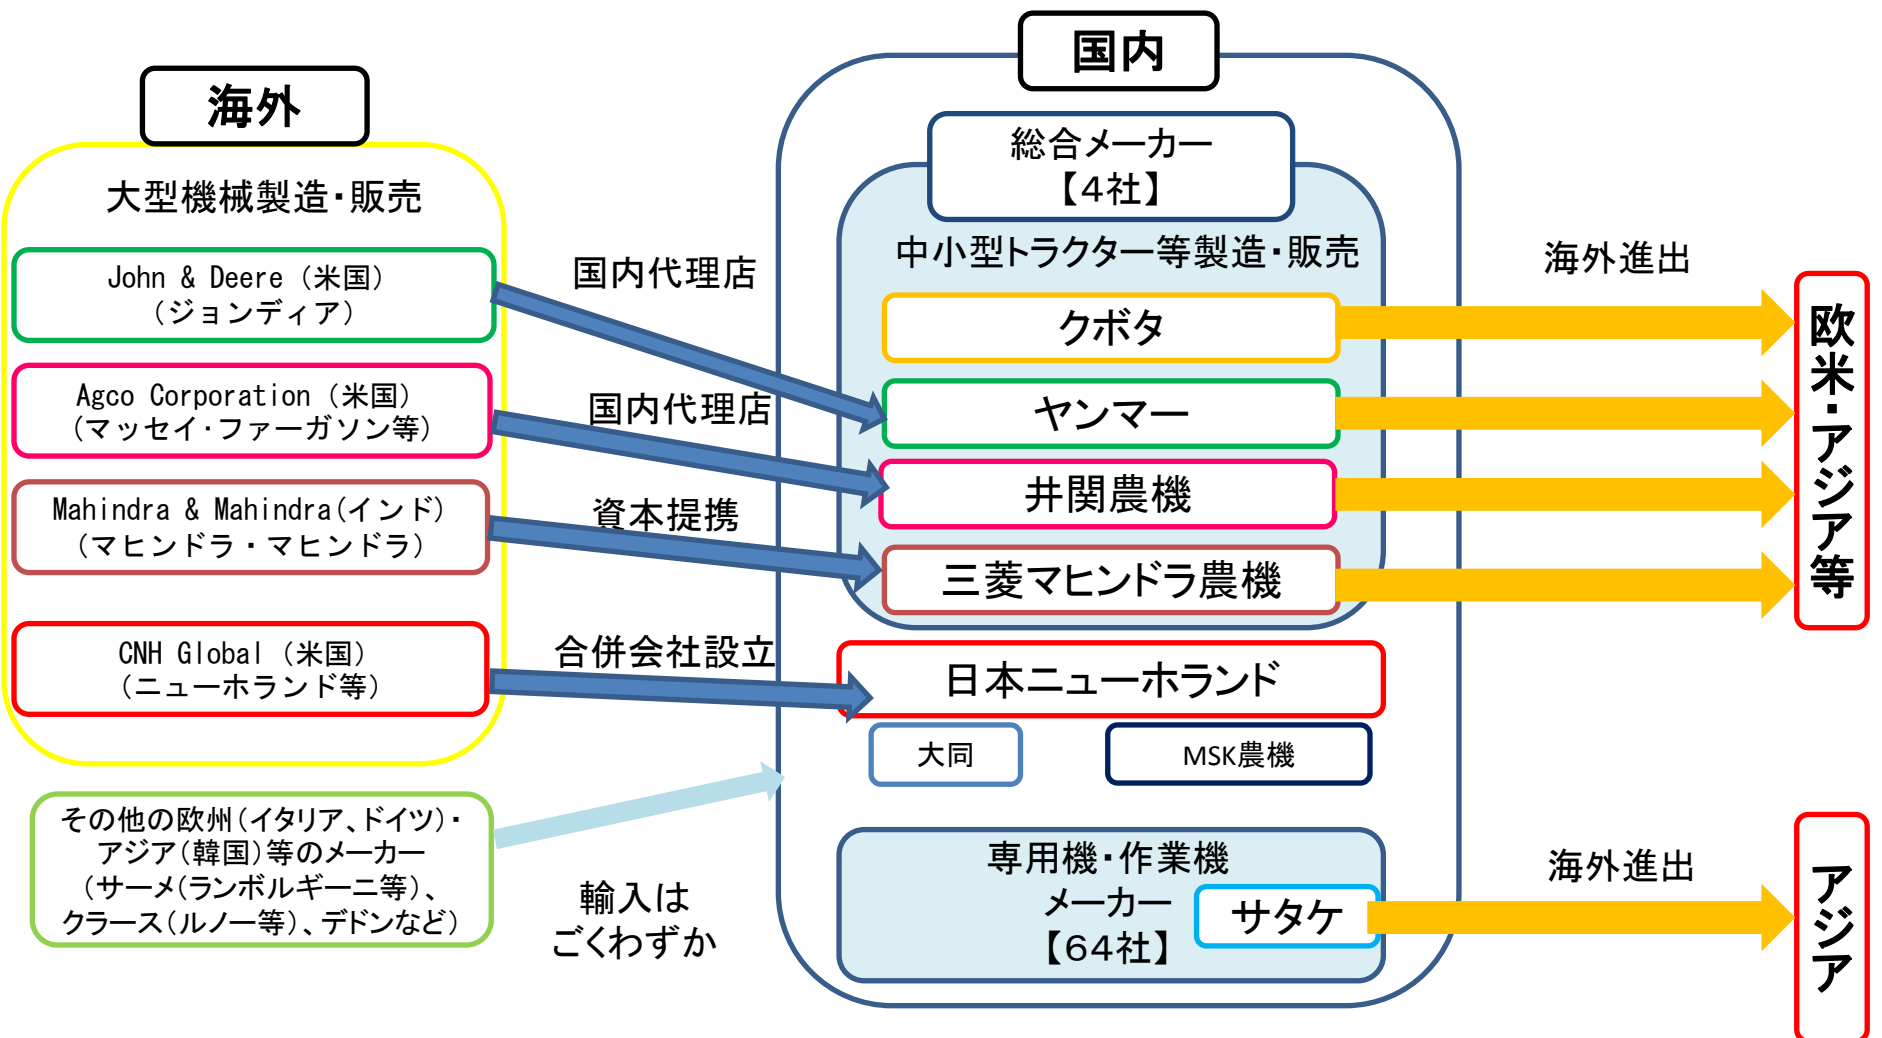 海外
大型機械製造・販売
John & Deere（米国）
（ジョンディア）
Agco Corporation（米国）
（マッセイ・ファーガソン等）
Mahindra & Mahindra(インド)
（マヒンドラ・マヒンドラ）
CNH Global（米国）
（ニューホランド等）
その他の欧州（イタリア、ドイツ）・
アジア（韓国）等のメーカー
（サーメ（ランボルギーニ等）、
クラース（ルノー等）、デドンなど）
国内代理店
国内代理店
資本提携
合併会社設立
輸入は
ごくわずか
国内
総合メーカー
【４社】
中小型トラクター等製造・販売
クボタ
ヤンマー
井関農機
三菱マヒンドラ農機
日本ニューホランド
大同
MSK農機
専用機・作業機
メーカー
【６４社】
サタケ
海外進出
欧米・アジア等
海外進出
アジア